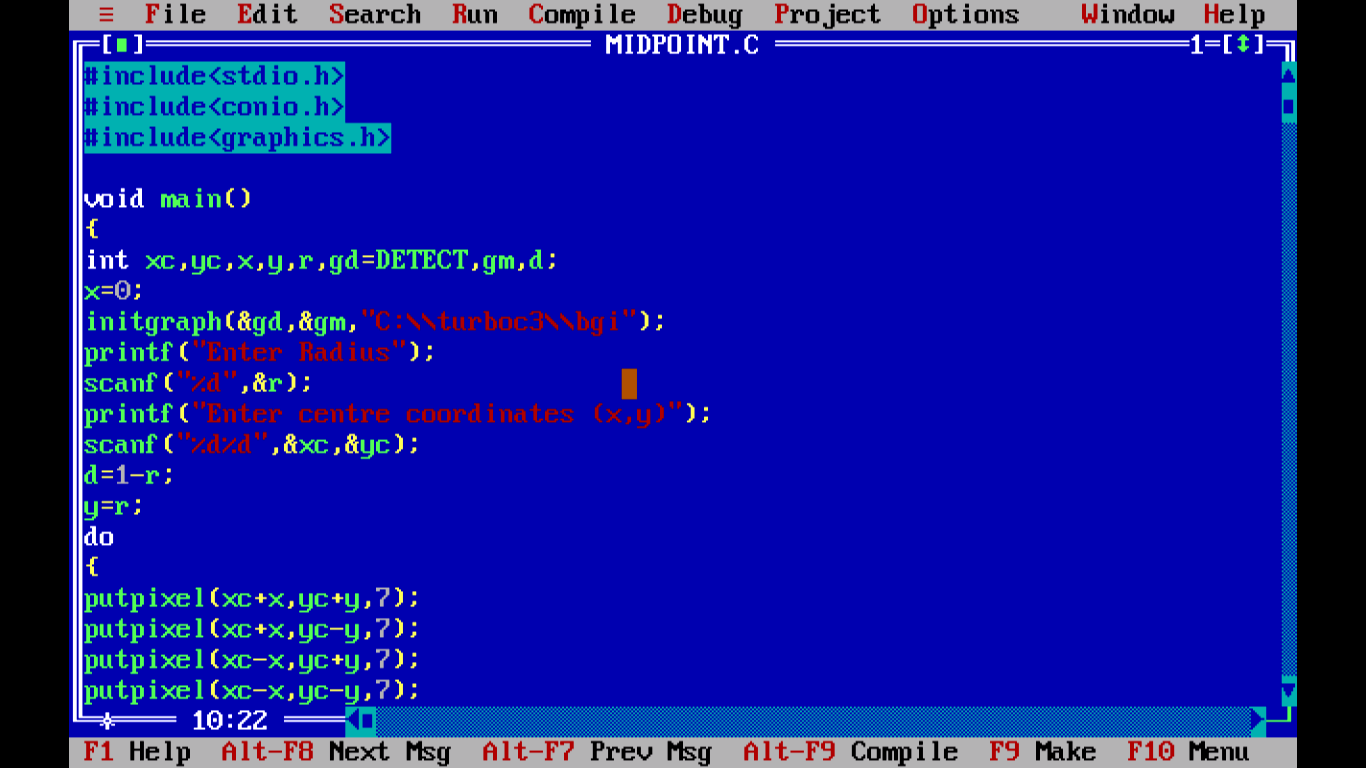 ≡ File Edit Search Run Compile Debug Project Options Window Help
[■] MIDPOINT.C 1=[↕]
#include<stdio.h>
#include<conio.h>
#include<graphics.h>
void main()
{
int xc,yc,x,y,r,gd=DETECT,gm,d;
x=0;
initgraph(&gd,&gm,"C:\\turboc3\\bgi");
printf("Enter Radius");
scanf("%d",&r);
printf("Enter centre coordinates (x,y)");
scanf("%d%d",&xc,&yc);
d=1-r;
y=r;
do
{
putpixel(xc+x,yc+y,7);
putpixel(xc+x,yc-y,7);
putpixel(xc-x,yc+y,7);
putpixel(xc-x,yc-y,7);
10:22
F1 Help Alt-F8 Next Msg Alt-F7 Prev Msg Alt-F9 Compile F9 Make F10 Menu